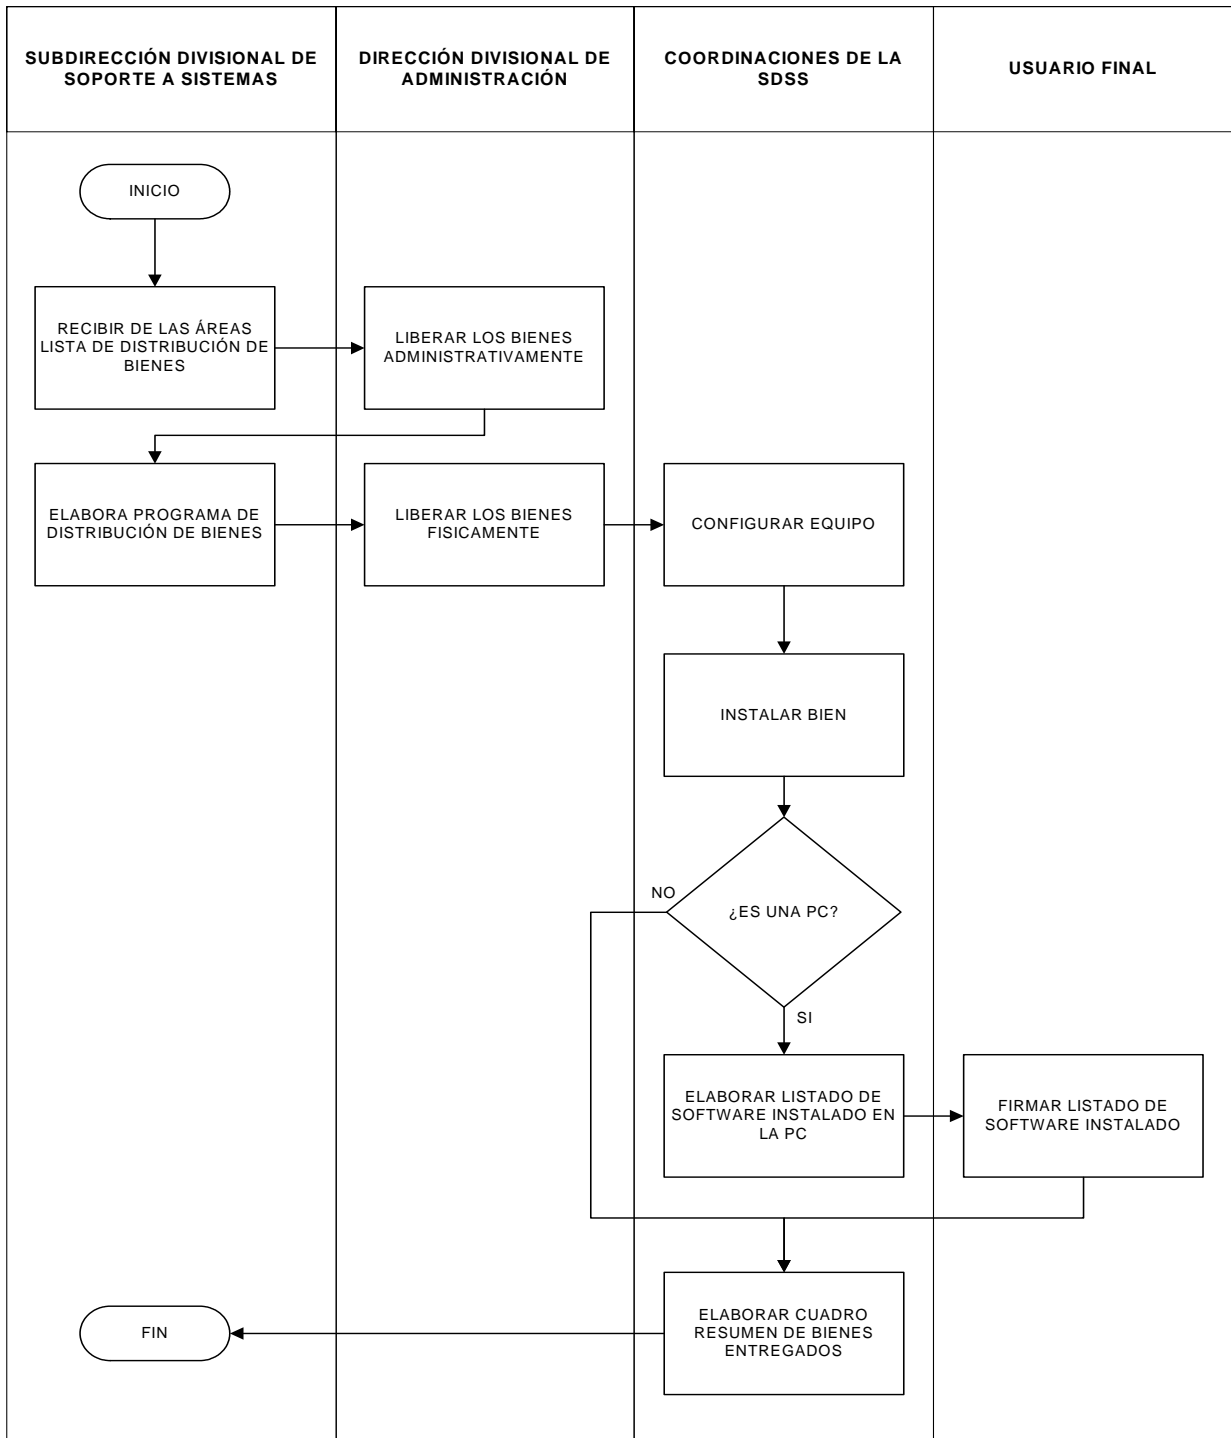 SUBDIRECCIÓN DIVISIONAL DE
SOPORTE A SISTEMAS
DIRECCIÓN DIVISIONAL DE
ADMINISTRACIÓN
COORDINACIONES DE LA
SDSS
USUARIO FINAL
INICIO
RECIBIR DE LAS ÁREAS
LISTA DE DISTRIBUCIÓN DE
BIENES
LIBERAR LOS BIENES
ADMINISTRATIVAMENTE
ELABORA PROGRAMA DE
DISTRIBUCIÓN DE BIENES
LIBERAR LOS BIENES
FISICAMENTE
CONFIGURAR EQUIPO
INSTALAR BIEN
NO
¿ES UNA PC?
SI
ELABORAR LISTADO DE
SOFTWARE INSTALADO EN
LA PC
FIRMAR LISTADO DE
SOFTWARE INSTALADO
ELABORAR CUADRO
RESUMEN DE BIENES
ENTREGADOS
FIN